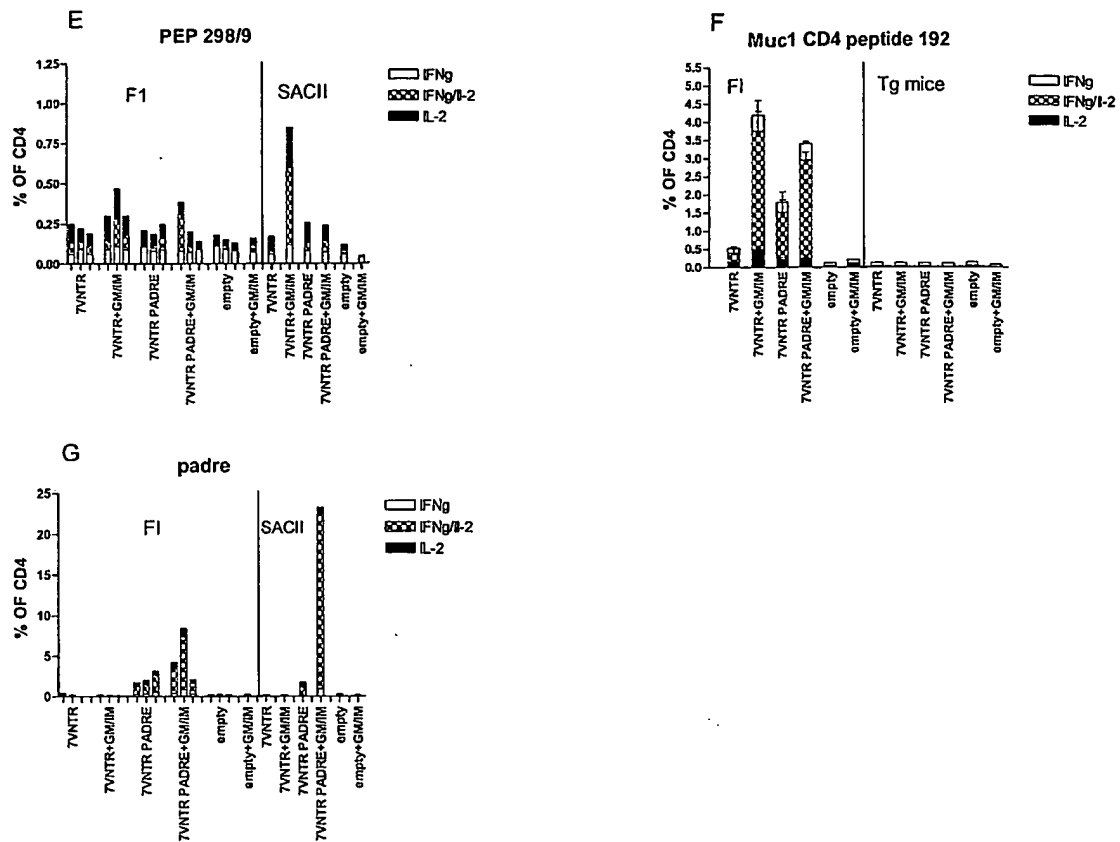 E
PEP 298/9
1.25
1.00
0.75
0.50
0.25
0.00
% OF CD4
F1
SACII
IFNg
IFNg/Il-2
IL-2
7VNTR
7VNTR+GM/IM
7VNTR PADRE
7VNTR PADRE+GM/IM
empty
empty+GM/IM
7VNTR
7VNTR+GM/IM
7VNTR PADRE
7VNTR PADRE+GM/IM
empty
empty+GM/IM
F
Muc1 CD4 peptide 192
5.5
5.0
4.5
4.0
3.5
3.0
2.5
2.0
1.5
1.0
0.5
0.0
% OF CD4
FI
Tg mice
IFNg
IFNg/Il-2
IL-2
7VNTR
7VNTR+GM/IM
7VNTR PADRE
7VNTR PADRE+GM/IM
empty
empty+GM/IM
7VNTR
7VNTR+GM/IM
7VNTR PADRE
7VNTR PADRE+GM/IM
empty
empty+GM/IM
G
padre
25
20
15
10
5
0
% OF CD4
FI
SACII
IFNg
IFNg/Il-2
IL-2
7VNTR
7VNTR+GM/IM
7VNTR PADRE
7VNTR PADRE+GM/IM
empty
empty+GM/IM
7VNTR
7VNTR+GM/IM
7VNTR PADRE
7VNTR PADRE+GM/IM
empty
empty+GM/IM